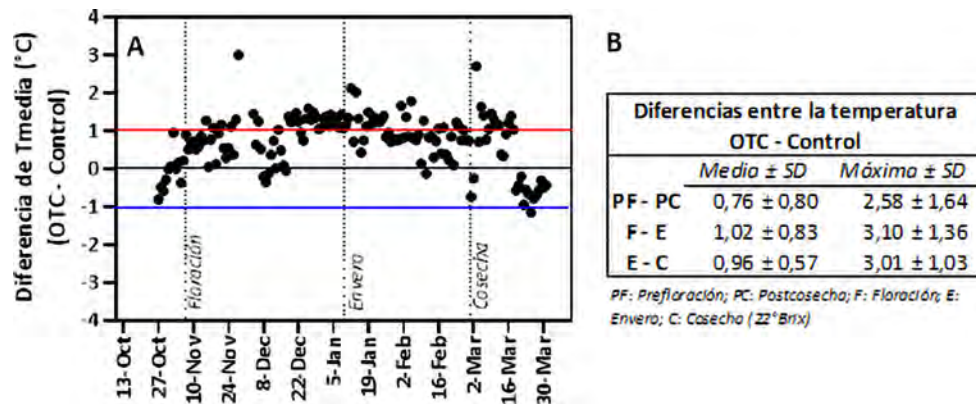 Diferencia de Tmedia (°C)
(OTC - Control)
4
3
2
1
0
-1
-2
-3
-4
A
Floración
Envero
Cosecha
13-Oct
27-Oct
10-Nov
24-Nov
8-Dec
22-Dec
5-Jan
19-Jan
2-Feb
16-Feb
2-Mar
16-Mar
30-Mar
B
Diferencias entre la temperatura
OTC - Control
Media ± SD Máxima ± SD
PF - PC 0,76 ± 0,80 2,58 ± 1,64
F - E 1,02 ± 0,83 3,10 ± 1,36
E - C 0,96 ± 0,57 3,01 ± 1,03
PF: Prefloración; PC: Postcosecha; F: Floración; E:
Envero; C: Cosecha (22°Brix)